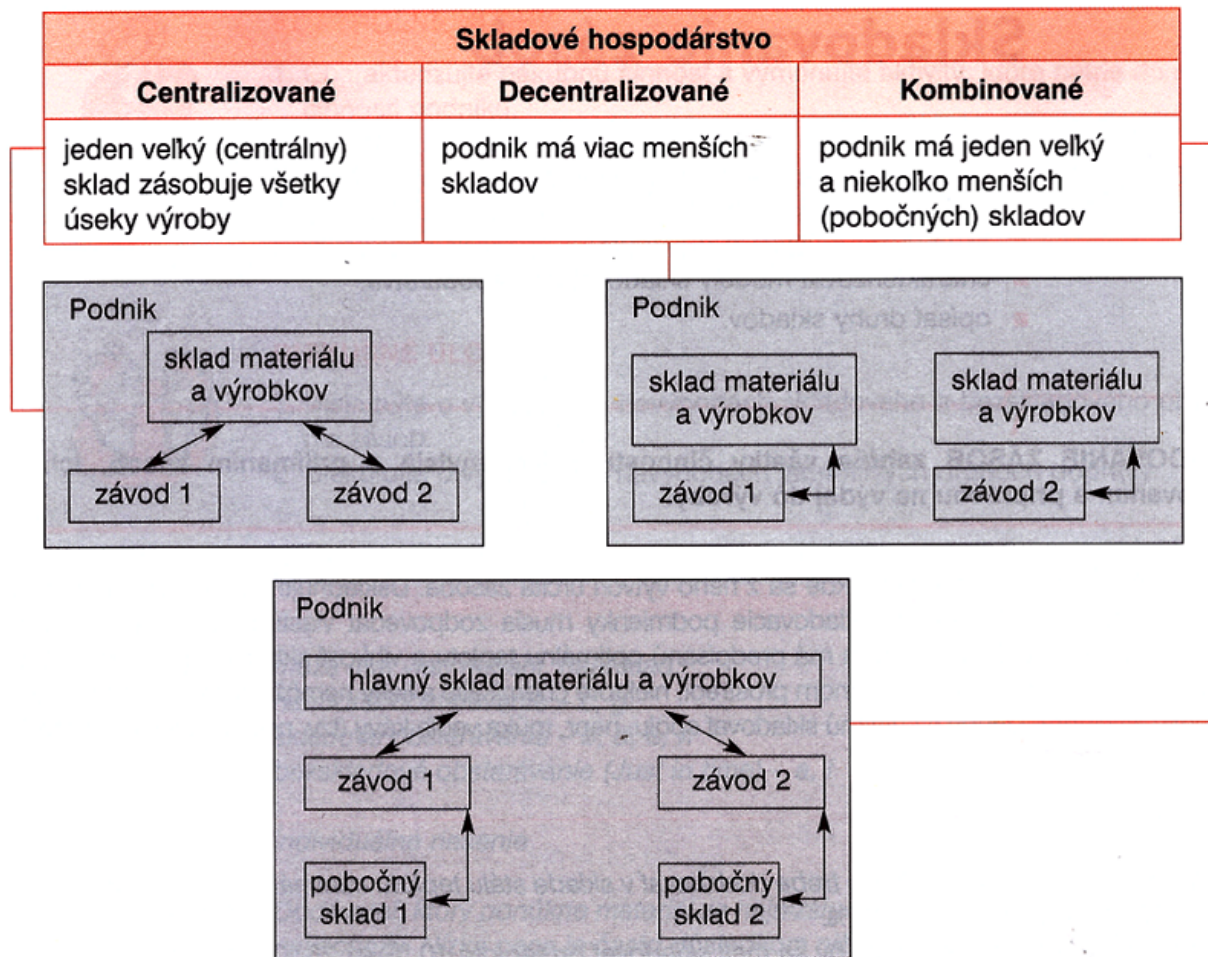 Skladové hospodárstvo
Centralizované
Decentralizované
Kombinované
jeden veľký (centrálny)
sklad zásobuje všetky
úseky výroby
podnik má viac menších
skladov
podnik má jeden veľký
a niekoľko menších
(pobočných) skladov
Podnik
sklad materiálu
a výrobkov
závod 1
závod 2
Podnik
sklad materiálu
a výrobkov
sklad materiálu
a výrobkov
závod 1
závod 2
Podnik
hlavný sklad materiálu a výrobkov
závod 1
závod 2
pobočný
sklad 1
pobočný
sklad 2